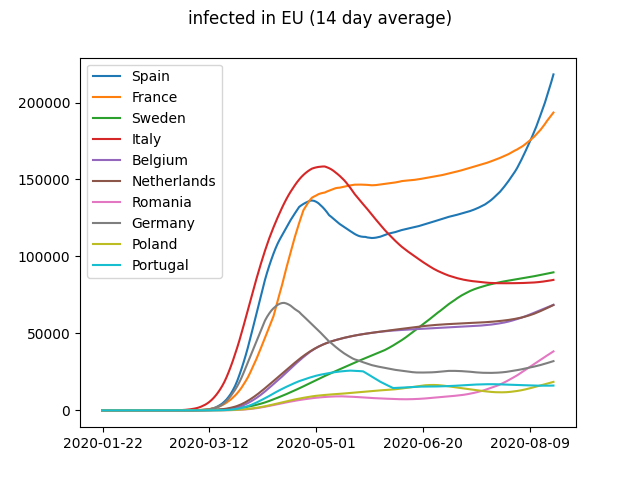 infected in EU (14 day average)
Spain
France
Sweden
Italy
Belgium
Netherlands
Romania
Germany
Poland
Portugal
200000
150000
100000
50000
0
2020-01-22 2020-03-12 2020-05-01 2020-06-20 2020-08-09